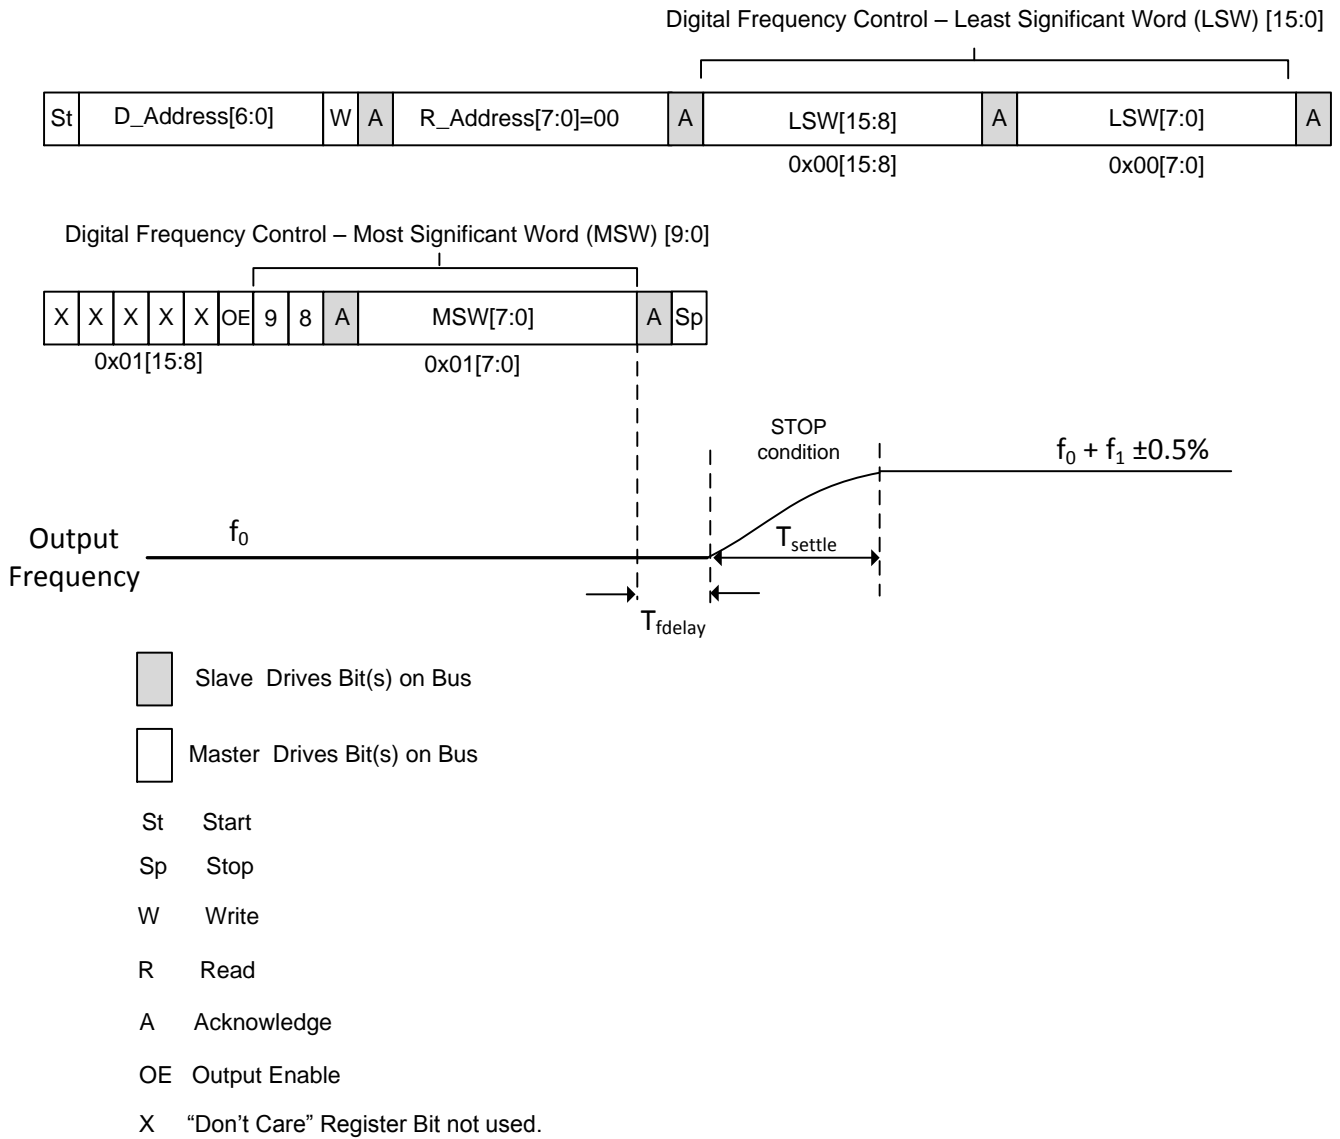 Digital Frequency Control – Least Significant Word (LSW) [15:0]
St D_Address[6:0] W A R_Address[7:0]=00 A LSW[15:8] A LSW[7:0] A
0x00[15:8] 0x00[7:0]
Digital Frequency Control – Most Significant Word (MSW) [9:0]
X X X X X OE 9 8 A MSW[7:0] A Sp
0x01[15:8] 0x01[7:0]
STOP
condition
f0 + f1 ±0.5%
f0
Output
Frequency
Tsettle
Tfdelay
Slave Drives Bit(s) on Bus
Master Drives Bit(s) on Bus
St Start
Sp Stop
W Write
R Read
A Acknowledge
OE Output Enable
X “Don’t Care” Register Bit not used.